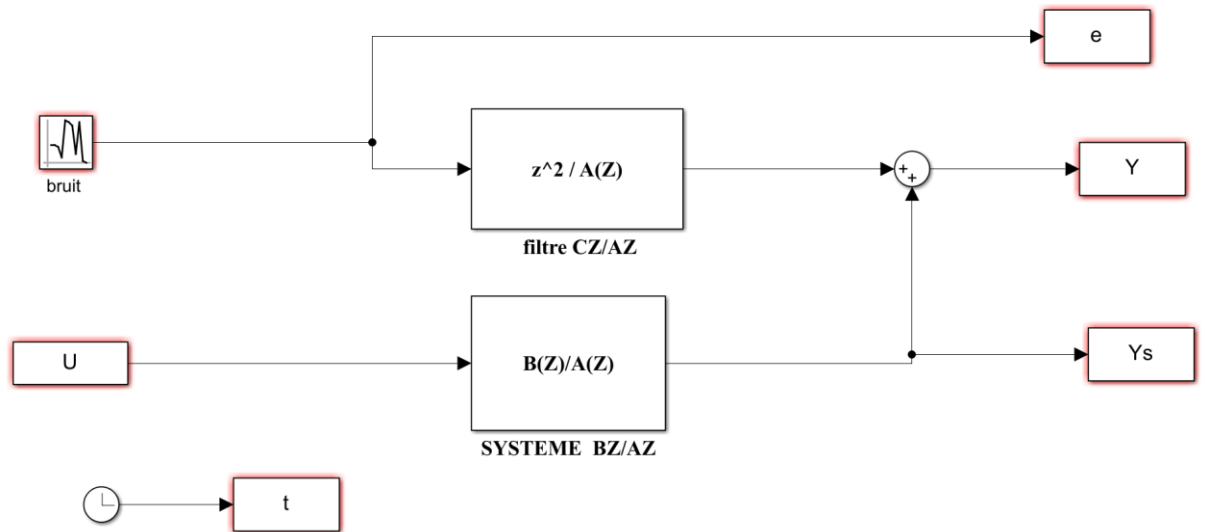 e
bruit
z^2 / A(Z)
+
+
Y
filtre CZ/AZ
U
B(Z)/A(Z)
Ys
SYSTEME BZ/AZ
t